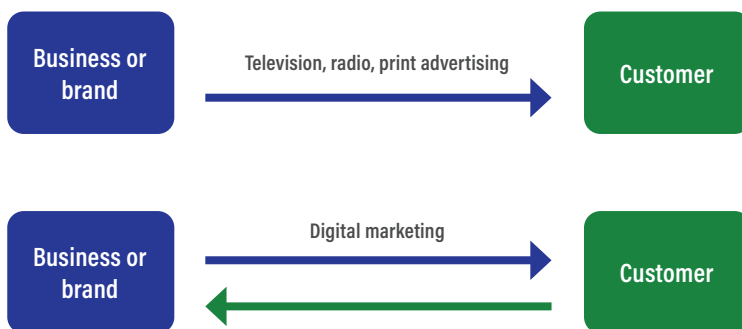 Business or
brand
Television, radio, print advertising
Customer
Business or
brand
Digital marketing
Customer